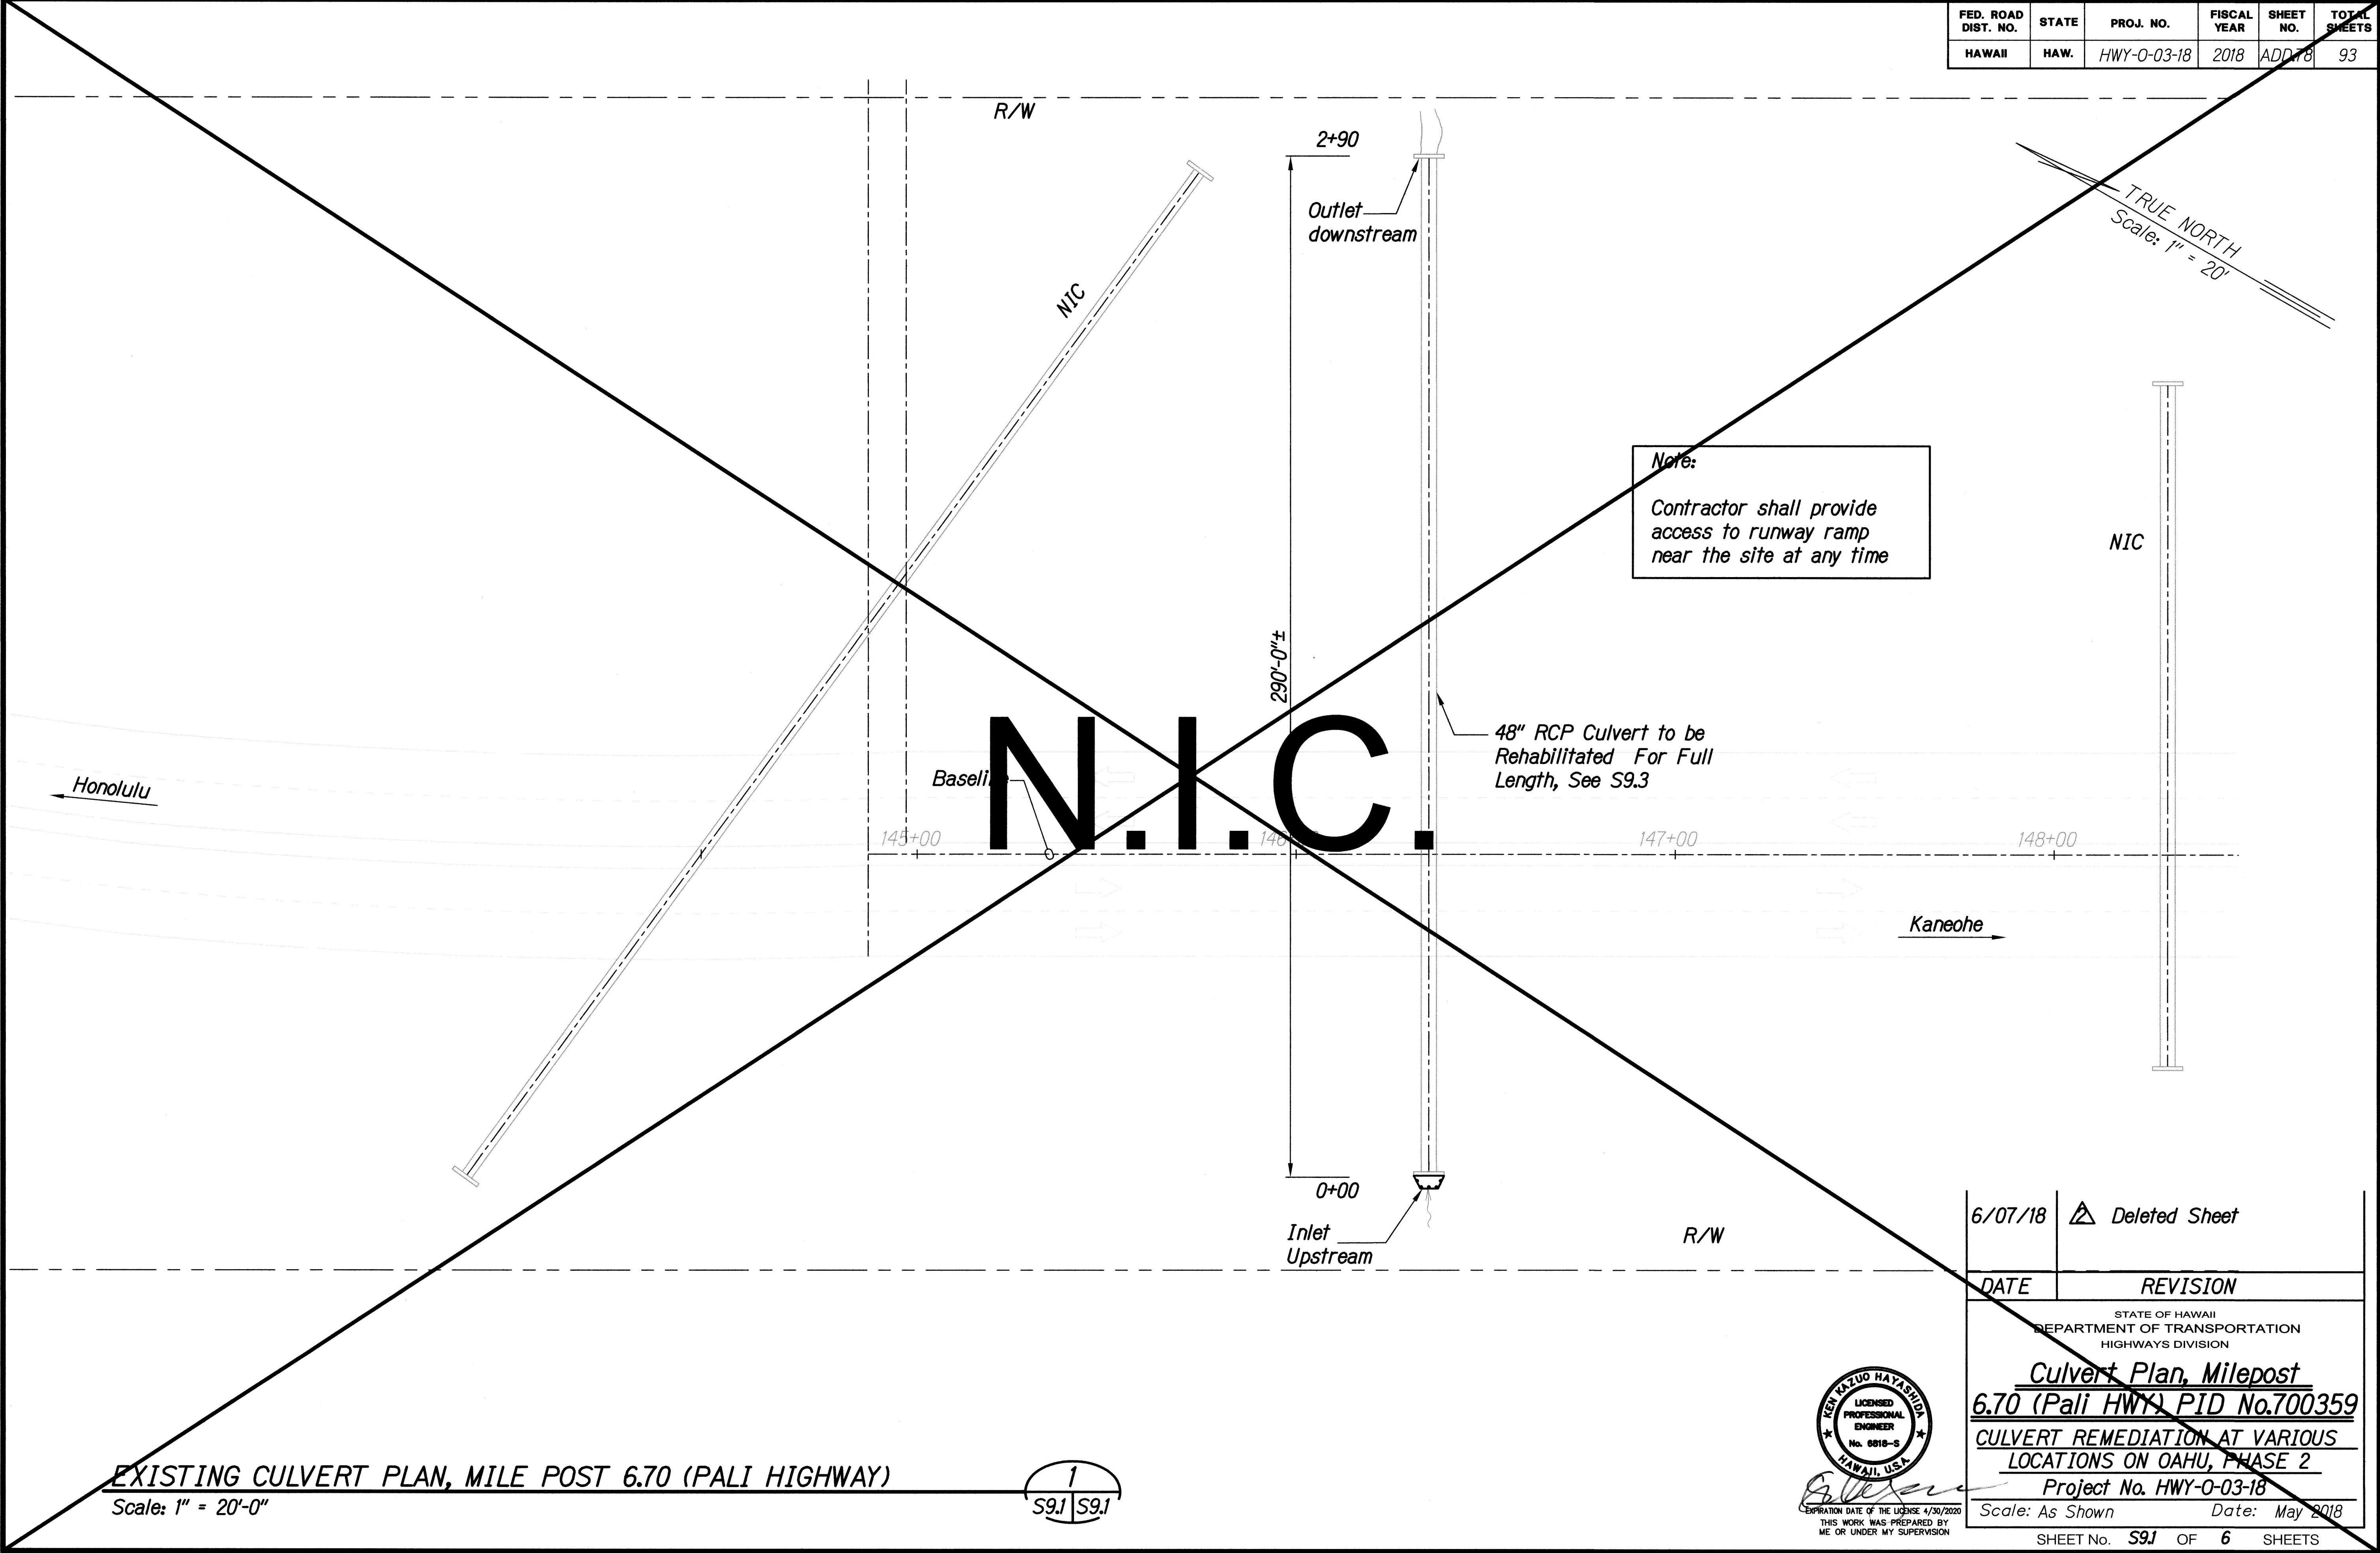 FED. ROAD DIST. NO. STATE PROJ. NO. FISCAL YEAR SHEET NO. TOTAL SHEETS
HAWAII HAW. HWY-O-03-18 2018 ADD.78 93
R/W
2+90
Outlet
downstream
TRUE NORTH
Scale: 1" = 20'
NIC
Note:
Contractor shall provide
access to runway ramp
near the site at any time
NIC
290'-0"±
48" RCP Culvert to be
Rehabilitated For Full
Length, See S9.3
N.I.C.
Honolulu
145+00
147+00
148+00
Kaneohe
0+00
Inlet
Upstream
R/W
6/07/18 2 Deleted Sheet
DATE REVISION
STATE OF HAWAII
DEPARTMENT OF TRANSPORTATION
HIGHWAYS DIVISION
Culvert Plan, Milepost
6.70 (Pali HWY) PID No.700359
CULVERT REMEDIATION AT VARIOUS
LOCATIONS ON OAHU, PHASE 2
Project No. HWY-O-03-18
Scale: As Shown Date: May 2018
SHEET No. S9.1 OF 6 SHEETS
KEN KAZUO HAYASHIDA
LICENSED
PROFESSIONAL
ENGINEER
No. 6818-S
HAWAII, U.S.A.
EXPIRATION DATE OF THE LICENSE 4/30/2020
THIS WORK WAS PREPARED BY
ME OR UNDER MY SUPERVISION
EXISTING CULVERT PLAN, MILE POST 6.70 (PALI HIGHWAY)
Scale: 1" = 20'-0"
1
S9.1 S9.1